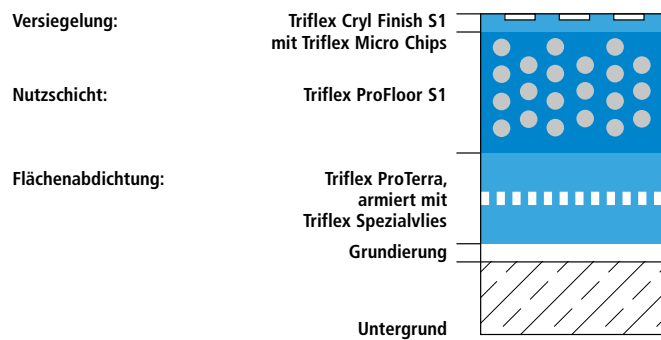 Versiegelung: Triflex Cryl Finish S1
mit Triflex Micro Chips
Nutzschicht: Triflex ProFloor S1
Flächenabdichtung: Triflex ProTerra,
armiert mit
Triflex Spezialvlies
Grundierung
Untergrund